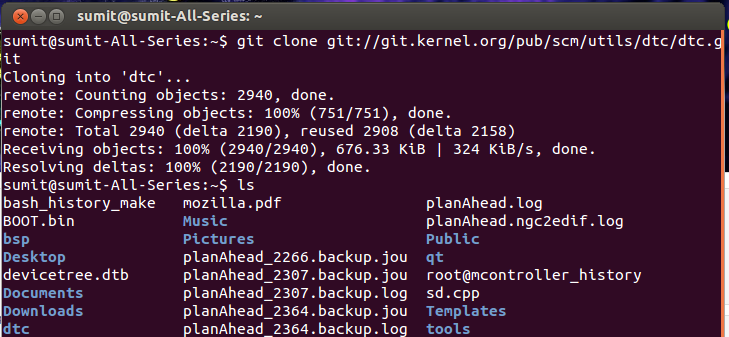 sumit@sumit-All-Series: ~
sumit@sumit-All-Series:~$ git clone git://git.kernel.org/pub/scm/utils/dtc/dtc.g
it
Cloning into 'dtc'...
remote: Counting objects: 2940, done.
remote: Compressing objects: 100% (751/751), done.
remote: Total 2940 (delta 2190), reused 2908 (delta 2158)
Receiving objects: 100% (2940/2940), 676.33 KiB | 324 KiB/s, done.
Resolving deltas: 100% (2190/2190), done.
sumit@sumit-All-Series:~$ ls
bash_history_make mozilla.pdf planAhead.log
BOOT.bin Music planAhead.ngc2edif.log
bsp Pictures Public
Desktop planAhead_2266.backup.jou qt
devicetree.dtb planAhead_2307.backup.jou root@mcontroller_history
Documents planAhead_2307.backup.log sd.cpp
Downloads planAhead_2364.backup.jou Templates
dtc planAhead_2364.backup.log tools